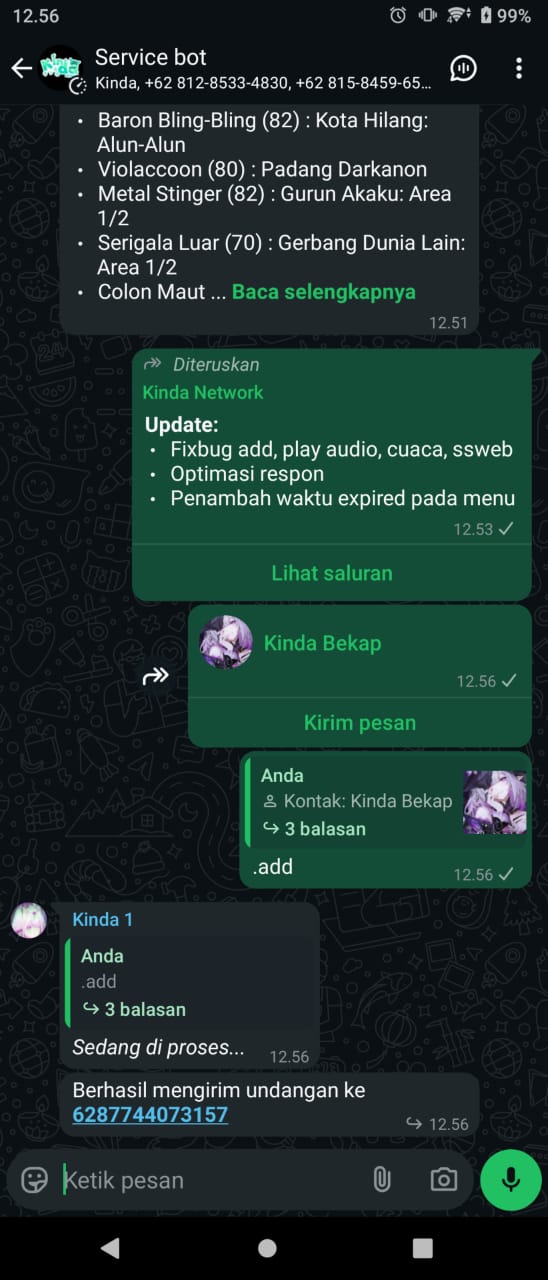 12.56
99%
Service bot
Kinda, +62 812-8533-4830, +62 815-8459-65...
• Baron Bling-Bling (82) : Kota Hilang:
Alun-Alun
• Violaccoon (80) : Padang Darkanon
• Metal Stinger (82) : Gurun Akaku: Area
1/2
• Serigala Luar (70) : Gerbang Dunia Lain:
Area 1/2
• Colon Maut ... Baca selengkapnya
12.51
Diteruskan
Kinda Network
Update:
• Fixbug add, play audio, cuaca, ssweb
• Optimasi respon
• Penambah waktu expired pada menu
12.53
Lihat saluran
Kinda Bekap
12.56
Kirim pesan
Anda
Kontak: Kinda Bekap
3 balasan
.add
12.56
Kinda 1
Anda
.add
3 balasan
Sedang di proses...
12.56
Berhasil mengirim undangan ke
6287744073157
12.56
Ketik pesan